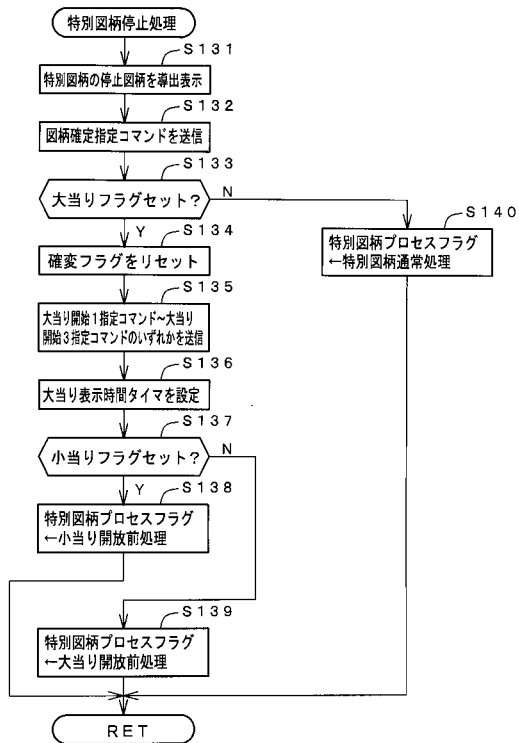 特別図柄停止処理
S131
特別図柄の停止図柄を導出表示
S132
図柄確定指定コマンドを送信
S133
大当りフラグセット？
N
Y
S134
確変フラグをリセット
S140
特別図柄プロセスフラグ
←特別図柄通常処理
S135
大当り開始1指定コマンド～大当り
開始3指定コマンドのいずれかを送信
S136
大当り表示時間タイマを設定
S137
小当りフラグセット？
N
Y
S138
特別図柄プロセスフラグ
←小当り開放前処理
S139
特別図柄プロセスフラグ
←大当り開放前処理
RET